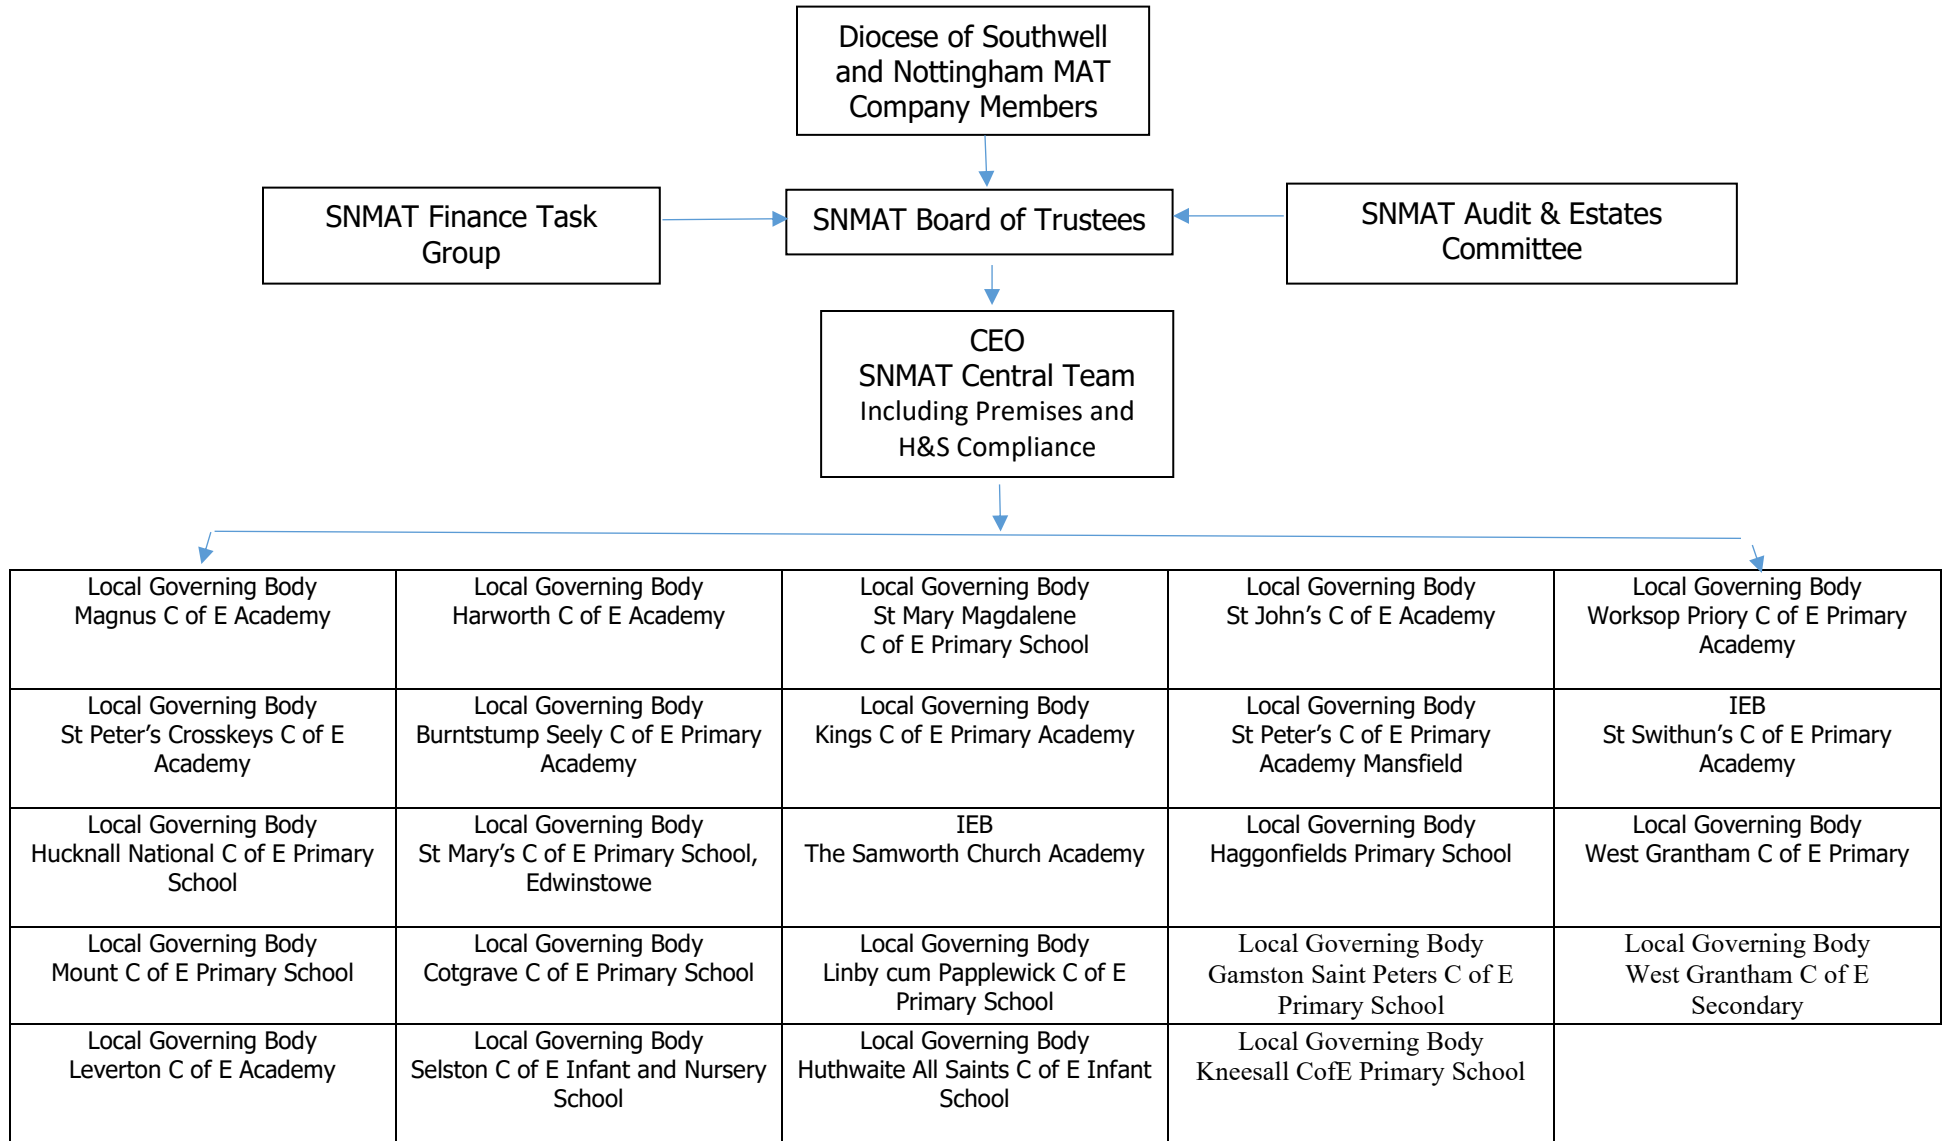 Diocese of Southwell
and Nottingham MAT
Company Members
SNMAT Finance Task
Group
SNMAT Board of Trustees
SNMAT Audit & Estates
Committee
CEO
SNMAT Central Team
Including Premises and
H&S Compliance
Local Governing Body
Magnus C of E Academy
Local Governing Body
Harworth C of E Academy
Local Governing Body
St Mary Magdalene
C of E Primary School
Local Governing Body
St John’s C of E Academy
Local Governing Body
Worksop Priory C of E Primary
Academy
Local Governing Body
St Peter’s Crosskeys C of E
Academy
Local Governing Body
Burntstump Seely C of E Primary
Academy
Local Governing Body
Kings C of E Primary Academy
Local Governing Body
St Peter’s C of E Primary
Academy Mansfield
IEB
St Swithun’s C of E Primary
Academy
Local Governing Body
Hucknall National C of E Primary
School
Local Governing Body
St Mary’s C of E Primary School,
Edwinstowe
IEB
The Samworth Church Academy
Local Governing Body
Haggonfields Primary School
Local Governing Body
West Grantham C of E Primary
Local Governing Body
Mount C of E Primary School
Local Governing Body
Cotgrave C of E Primary School
Local Governing Body
Linby cum Papplewick C of E
Primary School
Local Governing Body
Gamston Saint Peters C of E
Primary School
Local Governing Body
West Grantham C of E
Secondary
Local Governing Body
Leverton C of E Academy
Local Governing Body
Selston C of E Infant and Nursery
School
Local Governing Body
Huthwaite All Saints C of E Infant
School
Local Governing Body
Kneesall CofE Primary School